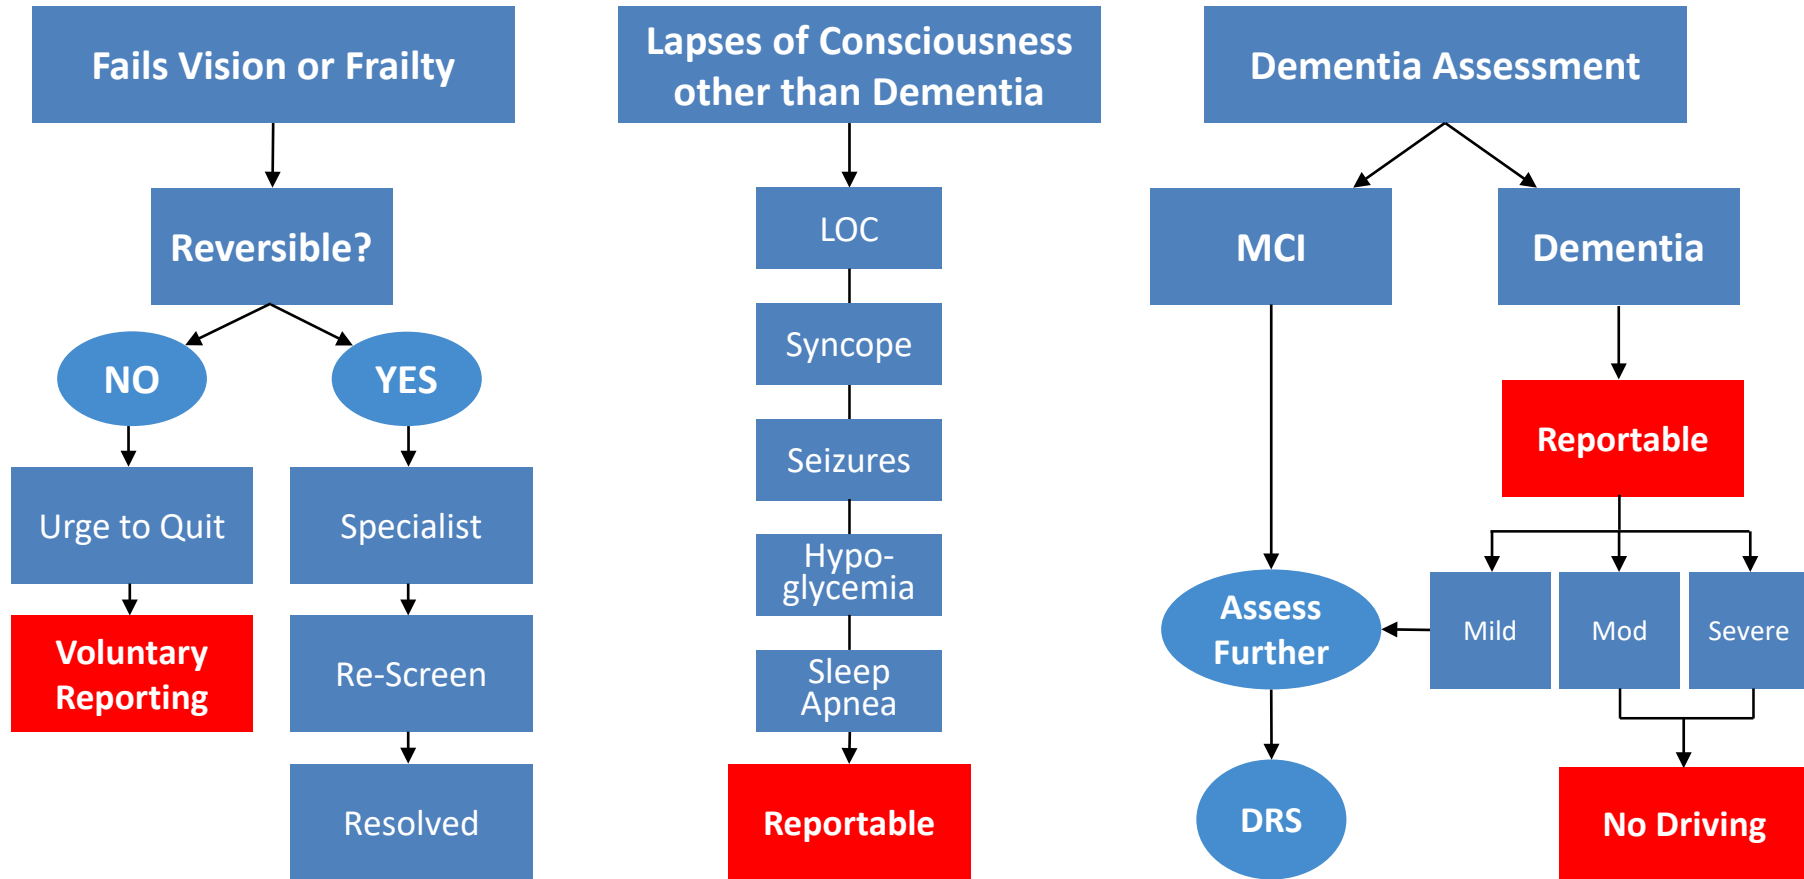 Fails Vision or Frailty
Reversible?
NO
YES
Urge to Quit
Specialist
Voluntary
Reporting
Re-Screen
Resolved
Lapses of Consciousness
other than Dementia
LOC
Syncope
Seizures
Hypo-
glycemia
Sleep
Apnea
Reportable
Dementia Assessment
MCI
Dementia
Reportable
Mild
Mod
Severe
Assess
Further
DRS
No Driving